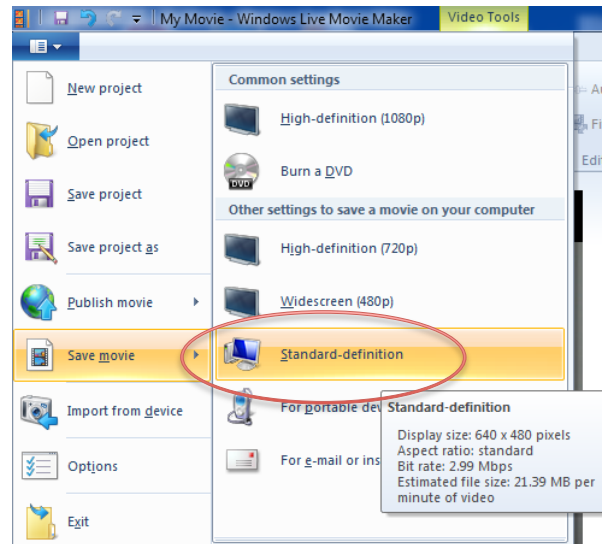 My Movie - Windows Live Movie Maker
Video Tools
New project
Open project
Save project
Save project as
Publish movie
Save movie
Import from device
Options
Exit
Common settings
High-definition (1080p)
Burn a DVD
DVD
Other settings to save a movie on your computer
High-definition (720p)
Widescreen (480p)
Standard-definition
For portable
For e-mail or
Standard-definition
Display size: 640 x 480 pixels
Aspect ratio: standard
Bit rate: 2.99 Mbps
Estimated file size: 21.39 MB per
minute of video